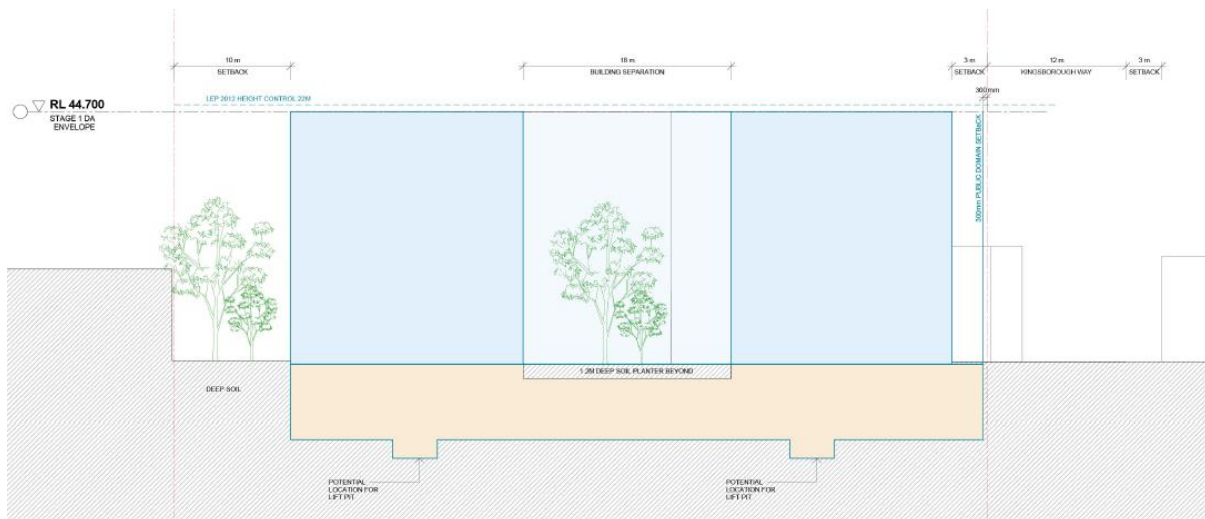 10 m
SETBACK
18 m
BUILDING SEPARATION
3 m
SETBACK
12 m
KINGSBOROUGH WAY
3 m
SETBACK
300mm
LEP 2012 HEIGHT CONTROL 22M
RL 44.700
STAGE 1 DA
ENVELOPE
300mm PUBLIC DOMAIN SETBACK
1.2M DEEP SOIL PLANTER BEYOND
DEEP SOIL
POTENTIAL
LOCATION FOR
LIFT PIT
POTENTIAL
LOCATION FOR
LIFT PIT